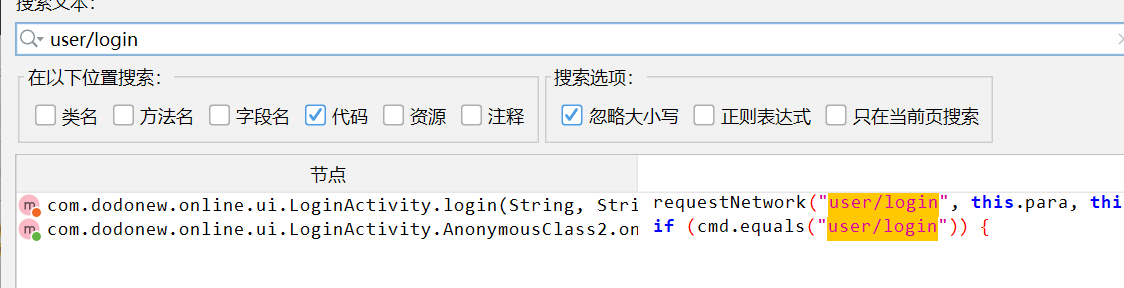 搜索文本：
user/login
在以下位置搜索： 搜索选项：
类名 方法名 字段名 代码 资源 注释 忽略大小写 正则表达式 只在当前页搜索
节点
com.dodonew.online.ui.LoginActivity.login(String, Stri requestNetwork("user/login", this.para, thi
com.dodonew.online.ui.LoginActivity.AnonymousClass2.on if (cmd.equals("user/login")) {